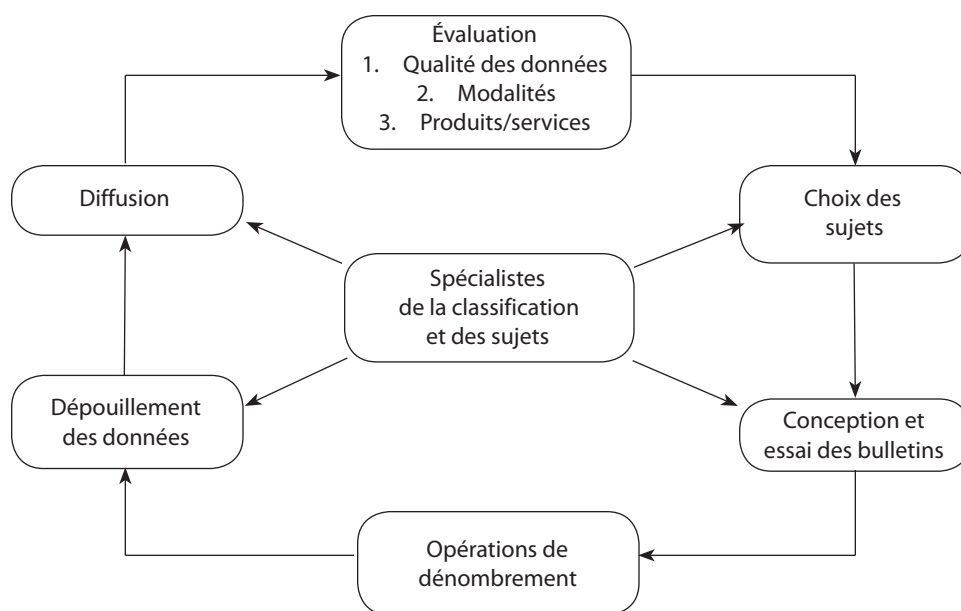 Évaluation
1. Qualité des données
2. Modalités
3. Produits/services
Diffusion
Choix des
sujets
Spécialistes
de la classification
et des sujets
Dépouillement
des données
Conception et
essai des bulletins
Opérations de
dénombrement